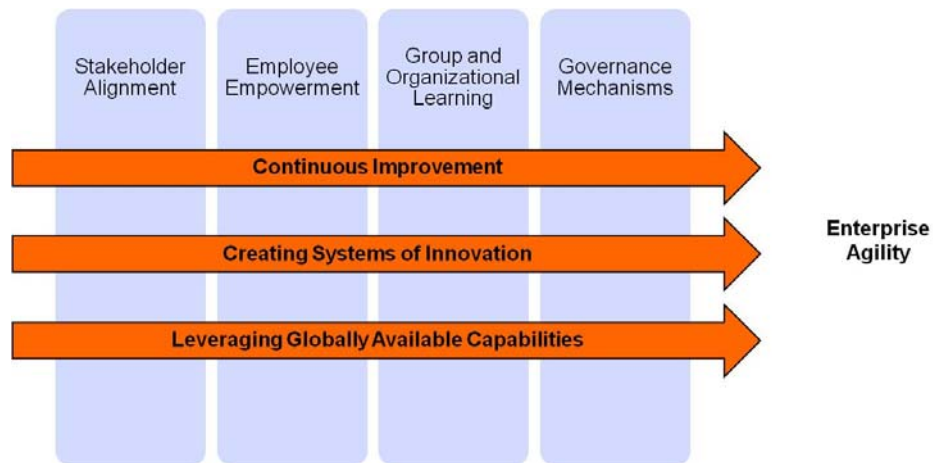 Stakeholder
Alignment
Employee
Empowerment
Group and
Organizational
Learning
Governance
Mechanisms
Continuous Improvement
Creating Systems of Innovation
Leveraging Globally Available Capabilities
Enterprise
Agility